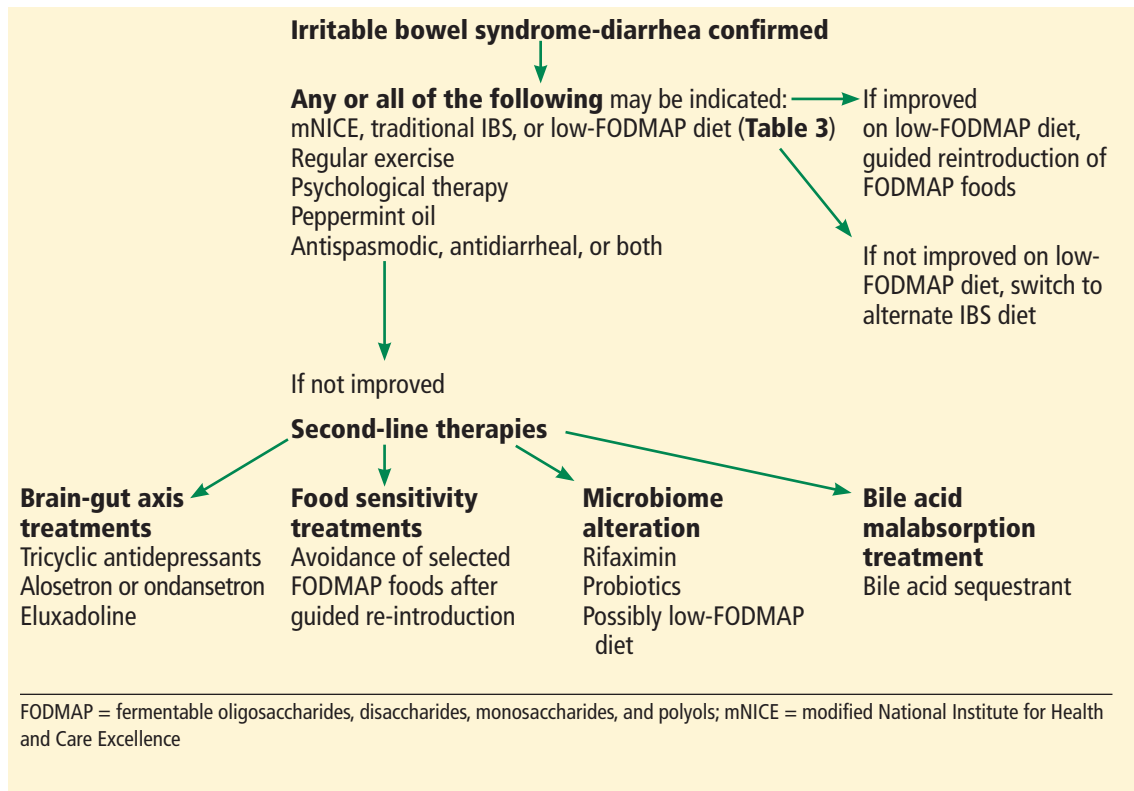 Irritable bowel syndrome-diarrhea confirmed
Any or all of the following may be indicated:
mNICE, traditional IBS, or low-FODMAP diet (Table 3)
Regular exercise
Psychological therapy
Peppermint oil
Antispasmodic, antidiarrheal, or both
If improved
on low-FODMAP diet,
guided reintroduction of
FODMAP foods
If not improved on low-
FODMAP diet, switch to
alternate IBS diet
If not improved
Second-line therapies
Brain-gut axis
treatments
Tricyclic antidepressants
Alosetron or ondansetron
Eluxadoline
Food sensitivity
treatments
Avoidance of selected
FODMAP foods after
guided re-introduction
Microbiome
alteration
Rifaximin
Probiotics
Possibly low-FODMAP
diet
Bile acid
malabsorption
treatment
Bile acid sequestrant
FODMAP = fermentable oligosaccharides, disaccharides, monosaccharides, and polyols; mNICE = modified National Institute for Health
and Care Excellence